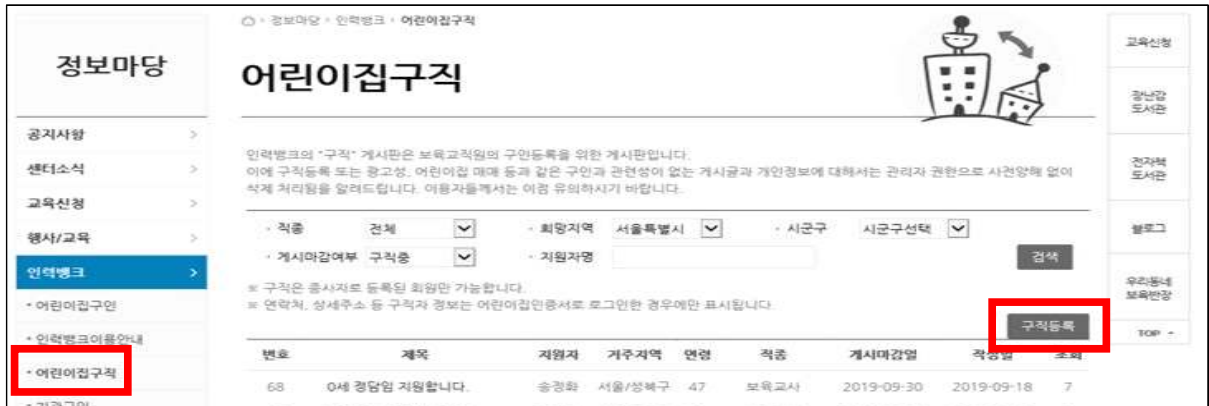 정보마당
공지사항
센터소식
교육신청
행사/교육
인력뱅크
• 어린이집구인
• 인력뱅크이용안내
• 어린이집구직
정보마당 › 인력뱅크 › 어린이집구직
어린이집구직
인력뱅크의 "구직" 게시판은 보육교직원의 구인등록을 위한 게시판입니다.
이에 구직등록 또는 광고성, 어린이집 매매 등과 같은 구인과 관련성이 없는 게시글과 개인정보에 대해서는 관리자 권한으로 사전양해 없이
삭제 처리됨을 알려드립니다. 이용자들께서는 이점 유의하시기 바랍니다.
· 직종 전체 · 희망지역 서울특별시 · 시군구 시군구선택
· 게시마감여부 구직중 · 지원자명 검색
※ 구직은 종사자로 등록된 회원만 가능합니다.
※ 연락처, 상세주소 등 구직자 정보는 어린이집인증서로 로그인한 경우에만 표시됩니다.
구직등록
번호 제목 지원자 거주지역 연령 직종 게시마감일 작성일 조회
68 0세 경담임 지원합니다. 송정화 서울/성북구 47 보육교사 2019-09-30 2019-09-18 7
교육신청
장난감
도서관
전자책
도서관
블로그
우리동네
보육반장
TOP